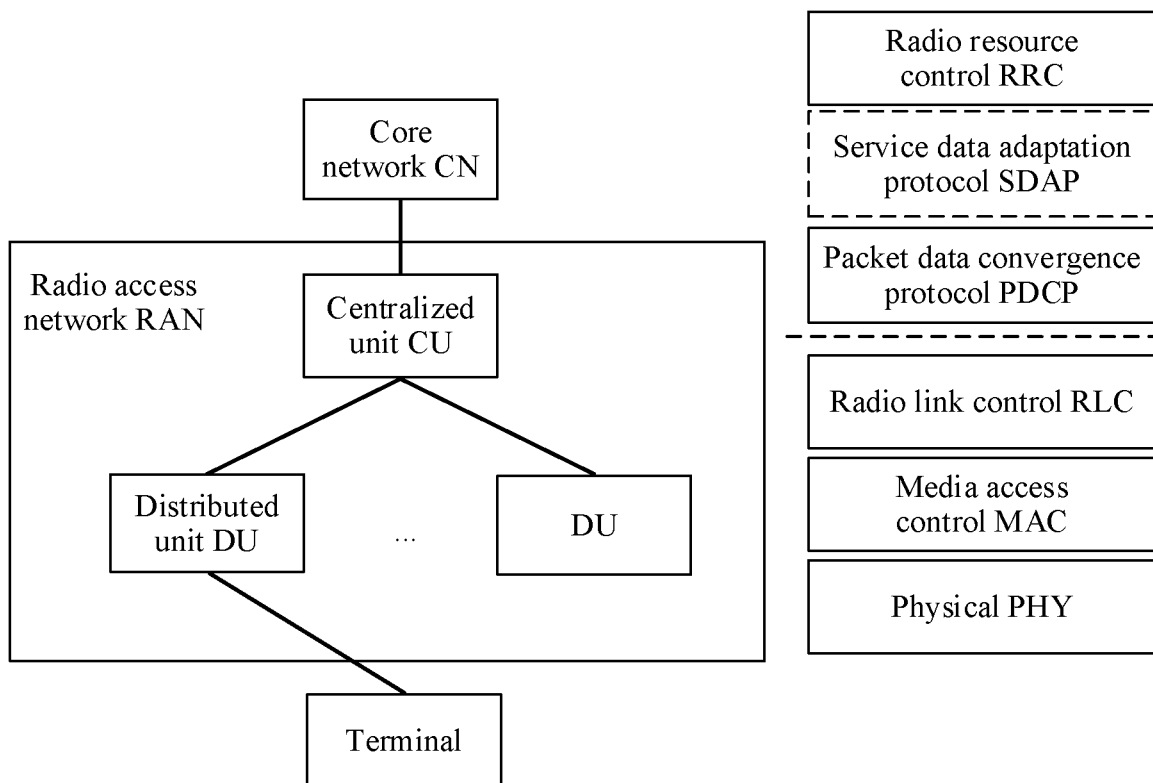 Core
network CN
Radio access
network RAN
Centralized
unit CU
Distributed
unit DU
...
DU
Terminal
Radio resource
control RRC
Service data adaptation
protocol SDAP
Packet data convergence
protocol PDCP
Radio link control RLC
Media access
control MAC
Physical PHY